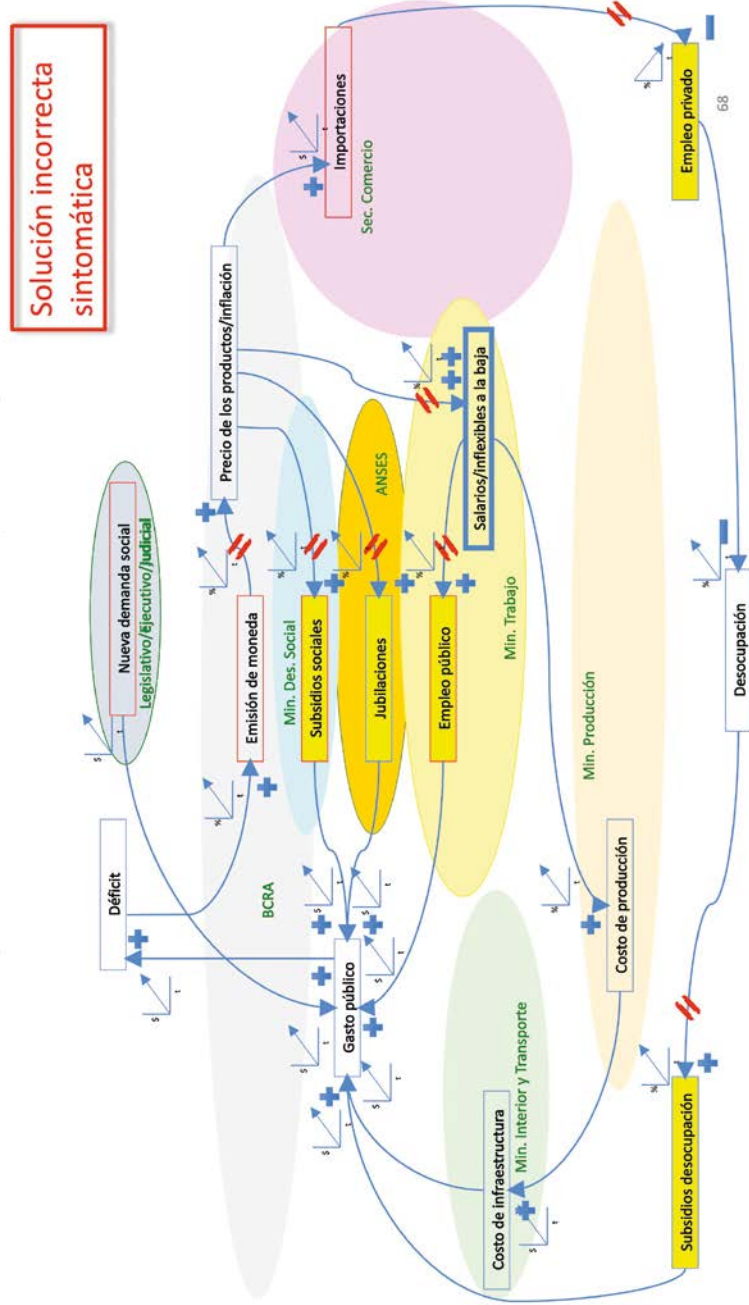 Solución incorrecta
sintomática
Nueva demanda social
Legislativo/Ejecutivo/Judicial
Déficit
Precio de los productos/inflación
Emisión de moneda
BCRA
Importaciones
Sec. Comercio
Min. Des. Social
Subsidios sociales
Gasto público
Jubilaciones
ANSES
Empleo público
Salarios/inflexibles a la baja
Min. Trabajo
Min. Interior y Transporte
Costo de infraestructura
Min. Producción
Costo de producción
Empleo privado
Desocupación
Subsidios desocupación
68
$
t
$
t
$
t
%
t
%
t
$
t
%
t
%
t
%
t
%
t
$
t
$
t
$
t
$
t
$
t
$
t
$
t
%
t
%
t
%
t
%
t